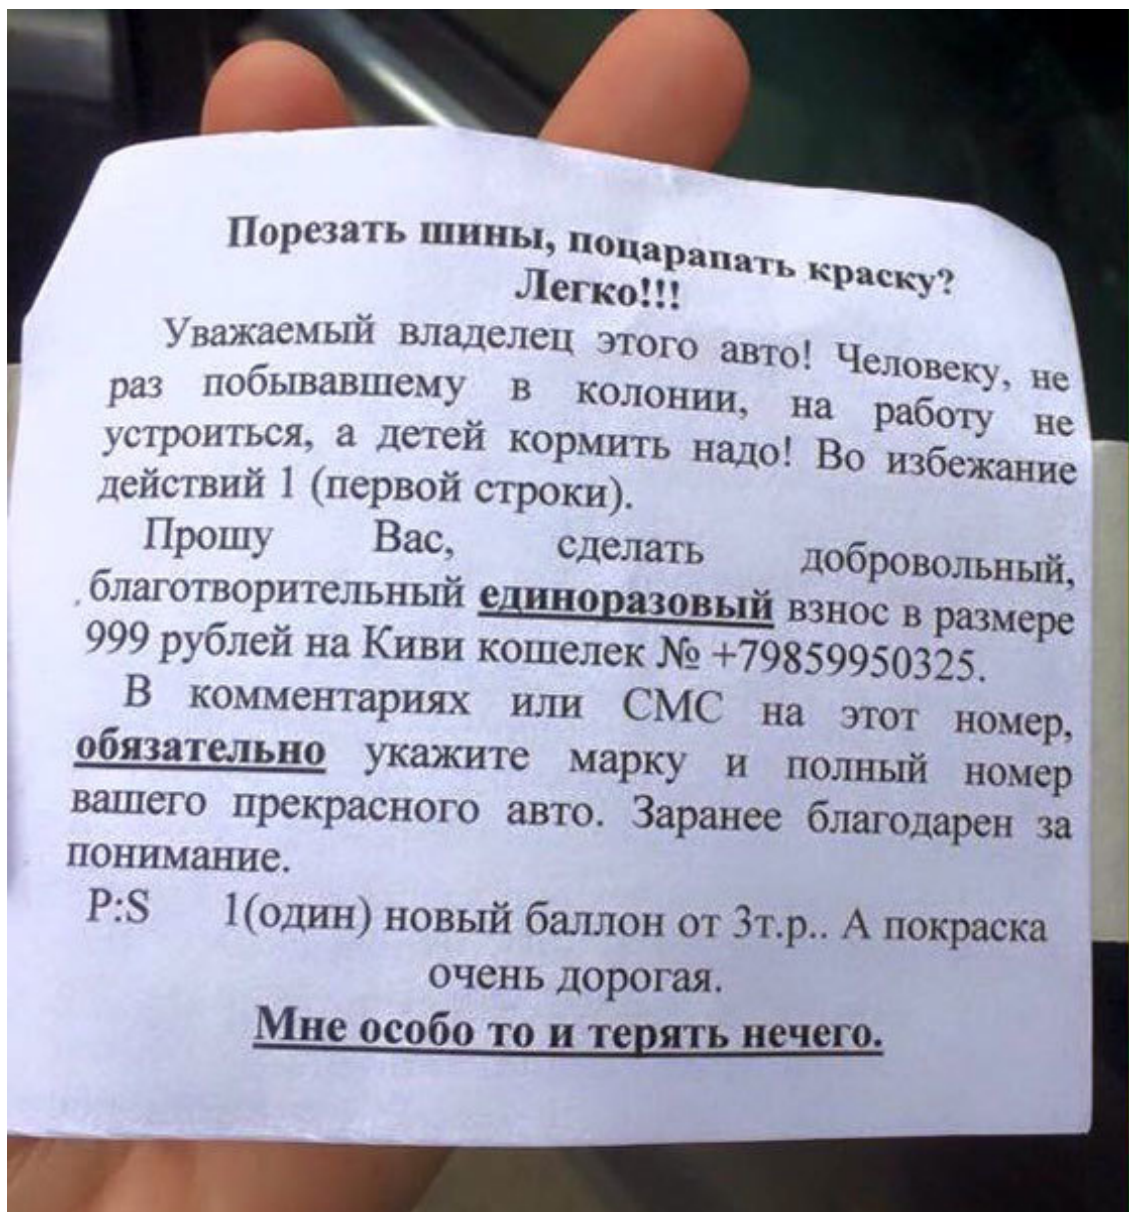 Порезать шины, поцарапать краску?
Легко!!!
Уважаемый владелец этого авто! Человеку, не
раз побывавшему в колонии, на работу не
устроиться, а детей кормить надо! Во избежание
действий 1 (первой строки).
Прошу Вас, сделать добровольный,
благотворительный единоразовый взнос в размере
999 рублей на Киви кошелек № +79859950325.
В комментариях или СМС на этот номер,
обязательно укажите марку и полный номер
вашего прекрасного авто. Заранее благодарен за
понимание.
P:S 1(один) новый баллон от 3т.р.. А покраска
очень дорогая.
Мне особо то и терять нечего.